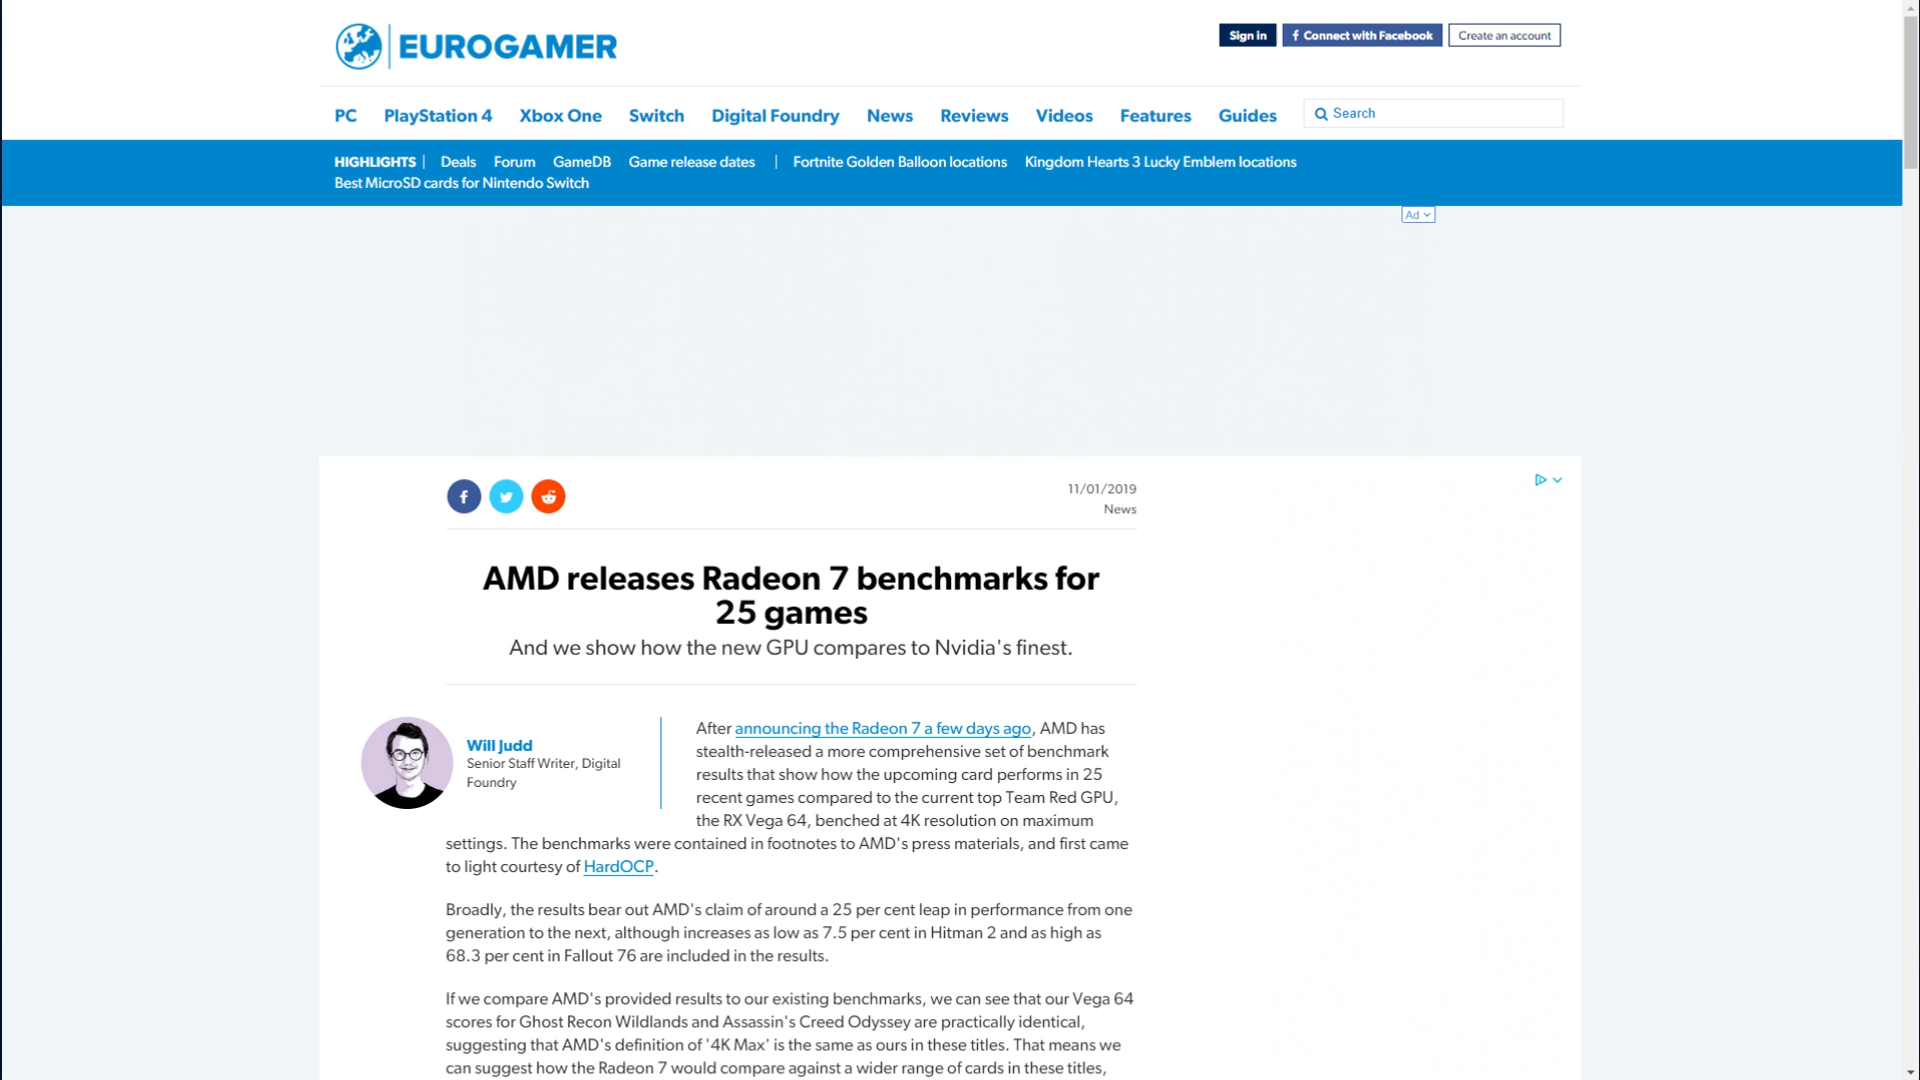 EUROGAMER
Sign in
Connect with Facebook
Create an account
PC PlayStation 4 Xbox One Switch Digital Foundry News Reviews Videos Features Guides Search
HIGHLIGHTS | Deals Forum GameDB Game release dates | Fortnite Golden Balloon locations Kingdom Hearts 3 Lucky Emblem locations
Best MicroSD cards for Nintendo Switch
Ad
11/01/2019
News
AMD releases Radeon 7 benchmarks for
25 games
And we show how the new GPU compares to Nvidia's finest.
Will Judd
Senior Staff Writer, Digital
Foundry
After announcing the Radeon 7 a few days ago, AMD has
stealth-released a more comprehensive set of benchmark
results that show how the upcoming card performs in 25
recent games compared to the current top Team Red GPU,
the RX Vega 64, benched at 4K resolution on maximum
settings. The benchmarks were contained in footnotes to AMD's press materials, and first came
to light courtesy of HardOCP.
Broadly, the results bear out AMD's claim of around a 25 per cent leap in performance from one
generation to the next, although increases as low as 7.5 per cent in Hitman 2 and as high as
68.3 per cent in Fallout 76 are included in the results.
If we compare AMD's provided results to our existing benchmarks, we can see that our Vega 64
scores for Ghost Recon Wildlands and Assassin's Creed Odyssey are practically identical,
suggesting that AMD's definition of '4K Max' is the same as ours in these titles. That means we
can suggest how the Radeon 7 would compare against a wider range of cards in these titles,